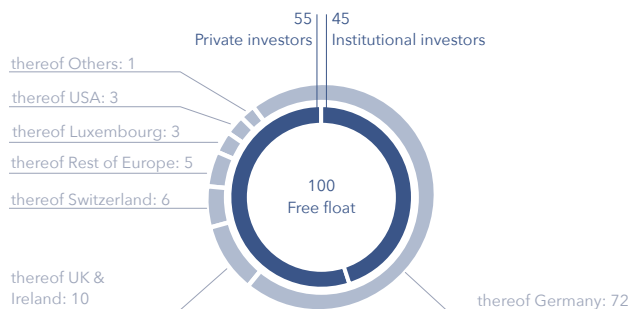 55 45
Private investors Institutional investors
thereof Others: 1
thereof USA: 3
thereof Luxembourg: 3
thereof Rest of Europe: 5
thereof Switzerland: 6
100
Free float
thereof UK &
Ireland: 10
thereof Germany: 72